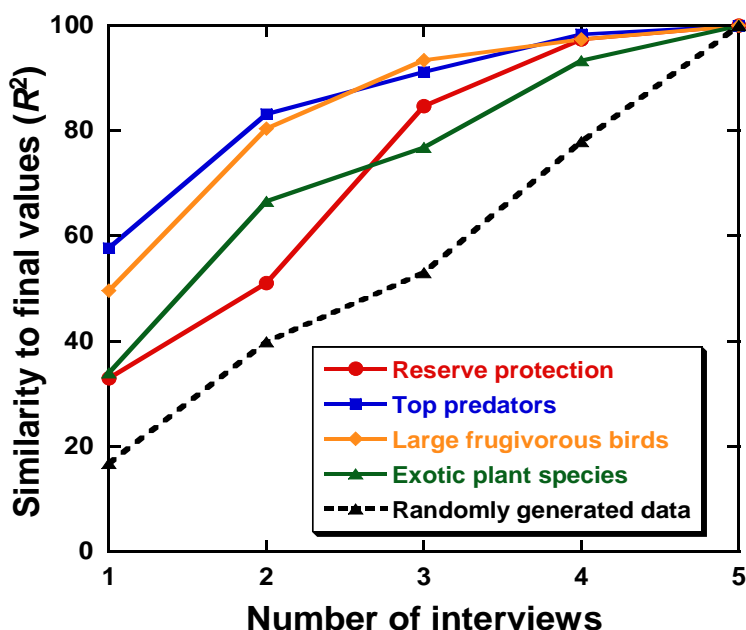 Similarity to final values (R²)
100
80
60
40
20
0
Reserve protection
Top predators
Large frugivorous birds
Exotic plant species
Randomly generated data
1 2 3 4 5
Number of interviews